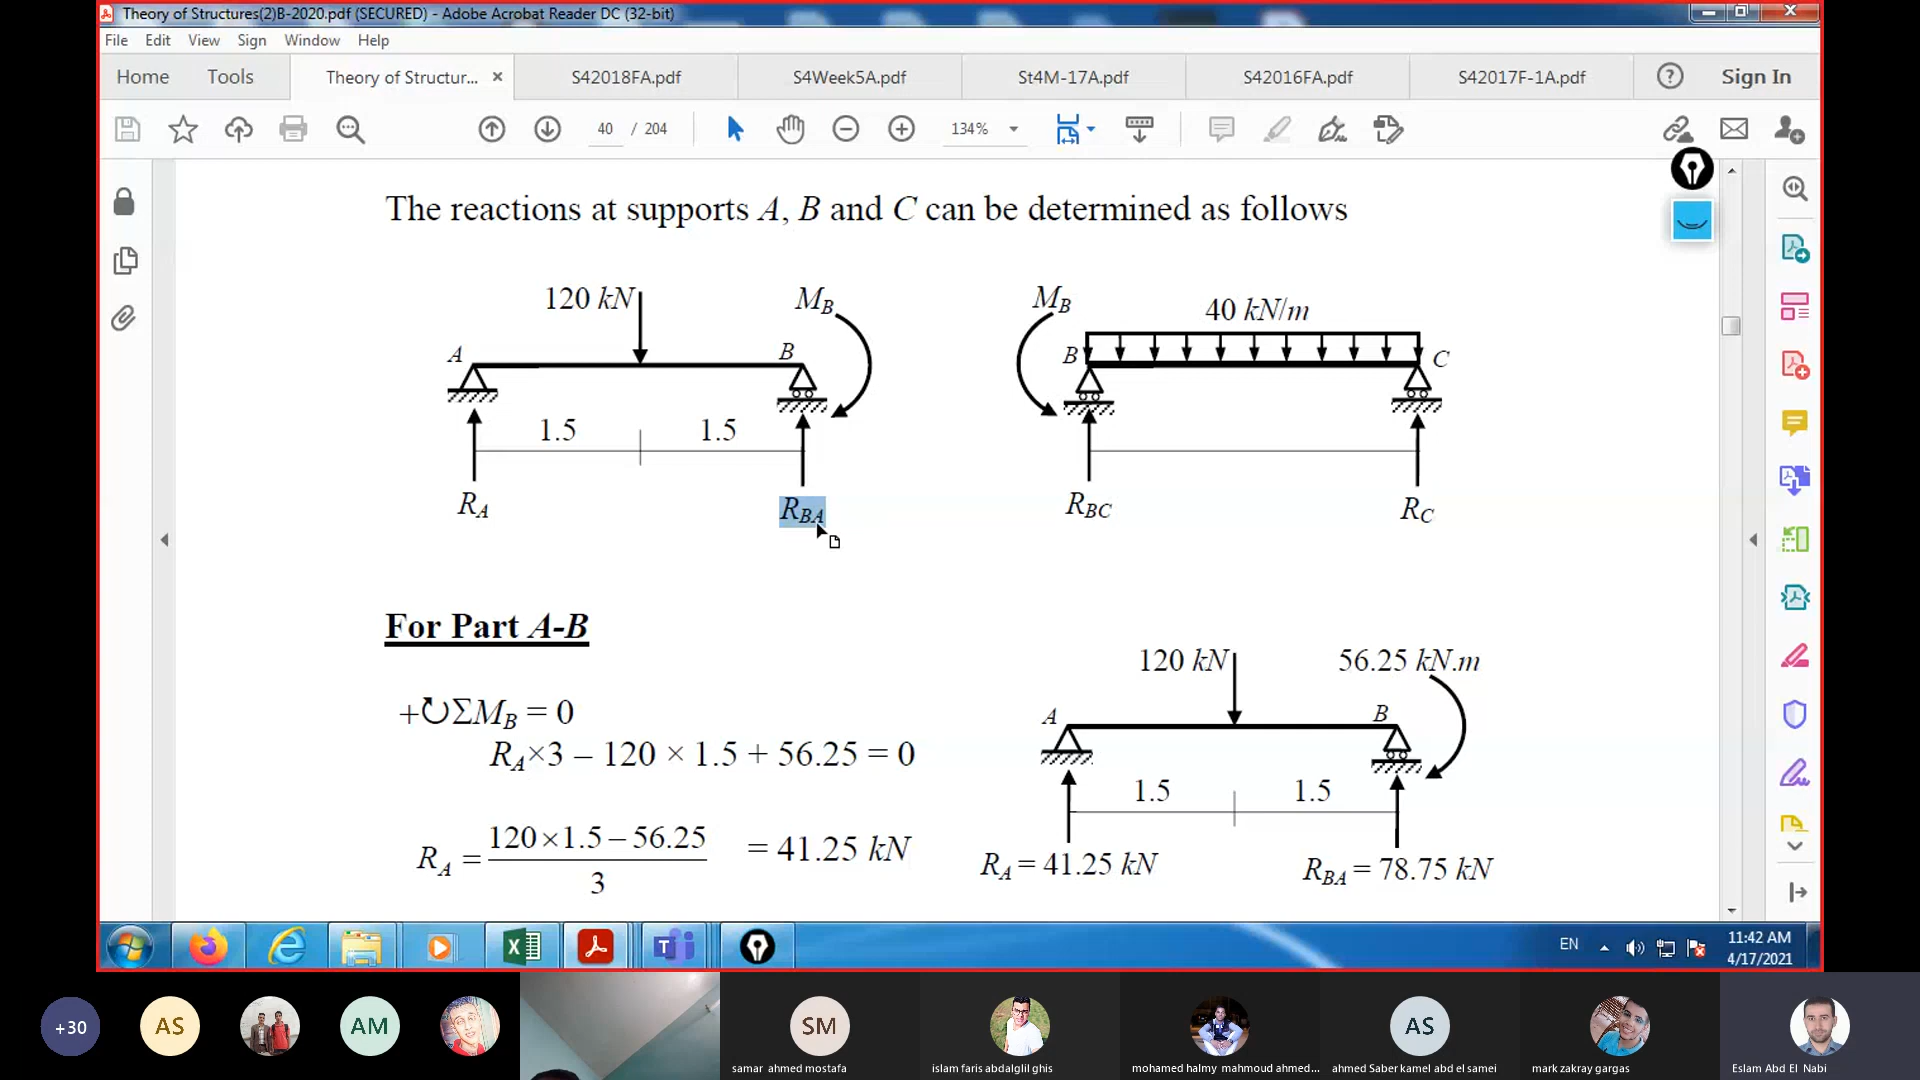 Theory of Structures(2)B-2020.pdf (SECURED) - Adobe Acrobat Reader DC (32-bit)
File Edit View Sign Window Help
Home Tools Theory of Structur... × S42018FA.pdf S4Week5A.pdf St4M-17A.pdf S42016FA.pdf S42017F-1A.pdf ? Sign In
40 / 204 134%
The reactions at supports A, B and C can be determined as follows
120 kN M_B M_B 40 kN/m
A B B C
1.5 1.5
R_A R_BA R_BC R_C
For Part A-B
120 kN 56.25 kN.m
+↻ΣM_B = 0
A B
R_A×3 – 120 × 1.5 + 56.25 = 0
1.5 1.5
R_A = (120×1.5–56.25)/3 = 41.25 kN
R_A = 41.25 kN R_BA = 78.75 kN
EN 11:42 AM
4/17/2021
+30 AS AM SM AS
samar ahmed mostafa islam faris abdalglil ghis mohamed halmy mahmoud ahmed... ahmed Saber kamel abd el samei mark zakray gargas Eslam Abd El Nabi